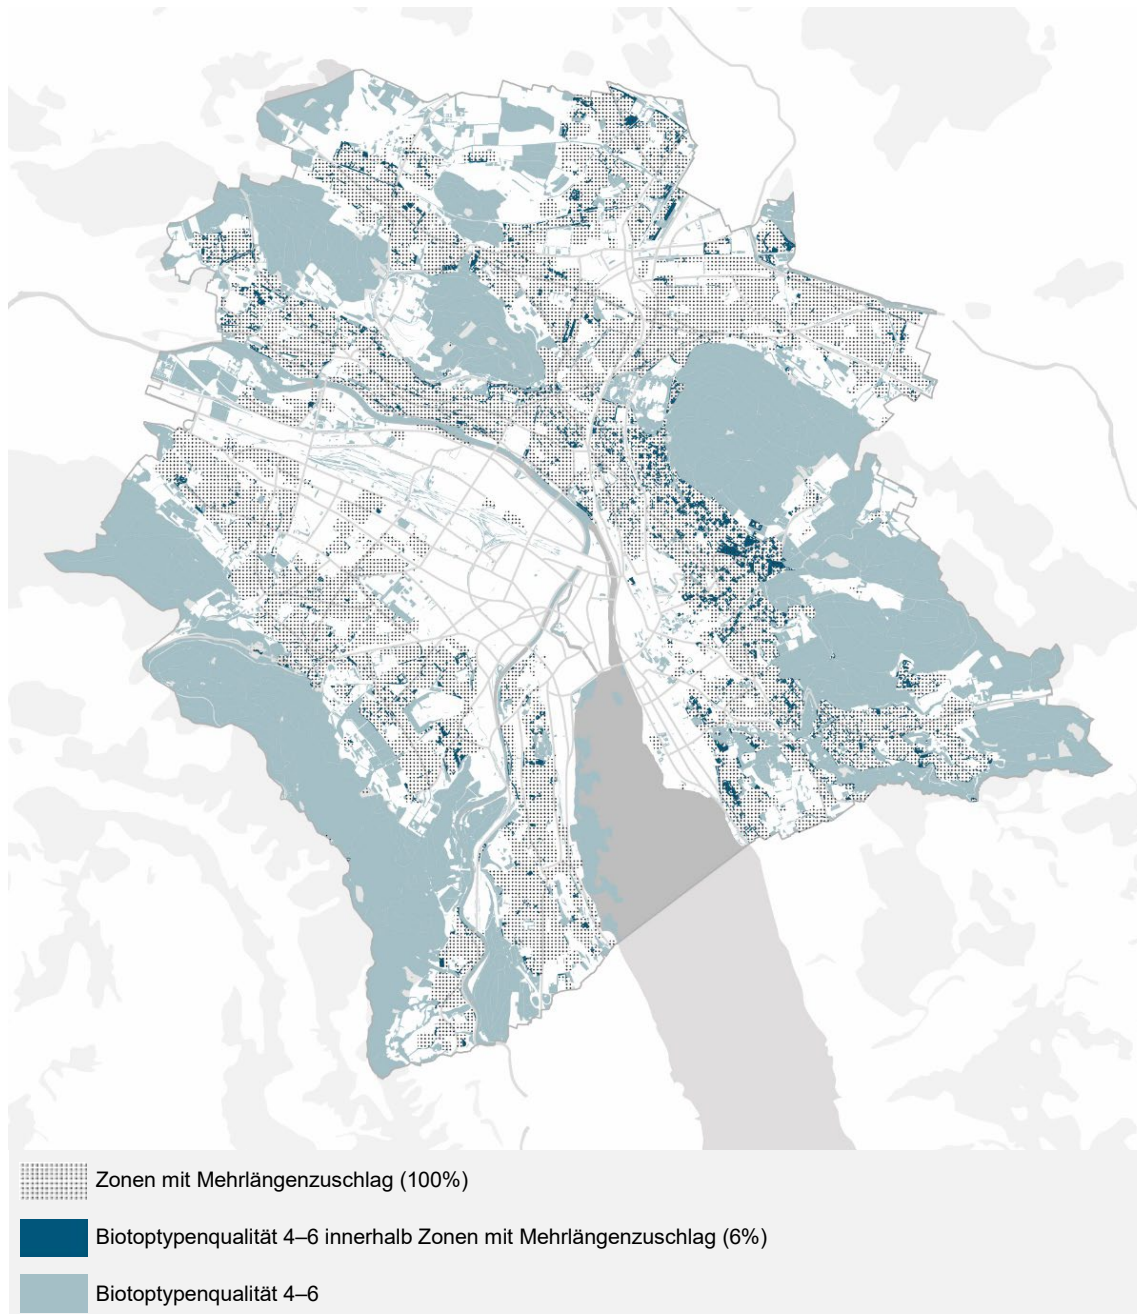 Zonen mit Mehrlängenzuschlag (100%)
Biotoptypenqualität 4–6 innerhalb Zonen mit Mehrlängenzuschlag (6%)
Biotoptypenqualität 4–6